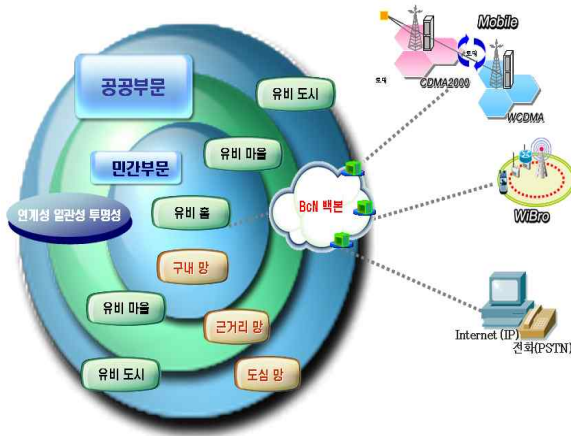 공공부문
민간부문
연계성 일관성 투명성
유비 도시
유비 마을
유비 홈
구내 망
유비 마을
근거리 망
유비 도시
도심 망
BcN 백본
Mobile
로밍
CDMA2000
WCDMA
WiBro
Internet (IP)
전화(PSTN)